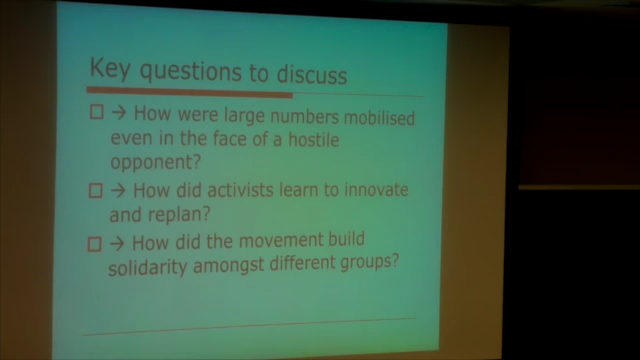 Key questions to discuss
□ → How were large numbers mobilised
even in the face of a hostile
opponent?
□ → How did activists learn to innovate
and replan?
□ → How did the movement build
solidarity amongst different groups?